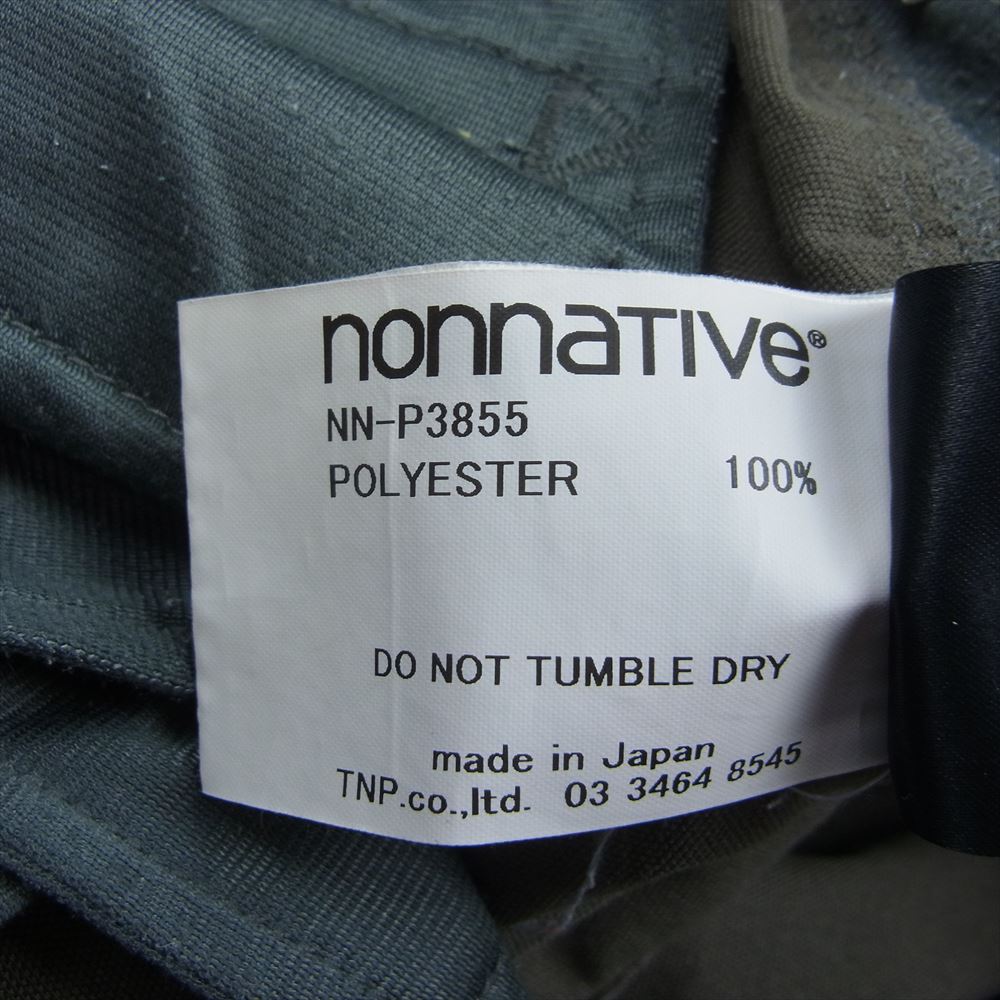 nonnaTIVe®
NN-P3855
POLYESTER 100%
DO NOT TUMBLE DRY
made in Japan
TNP.co.,ltd. 03 3464 8545